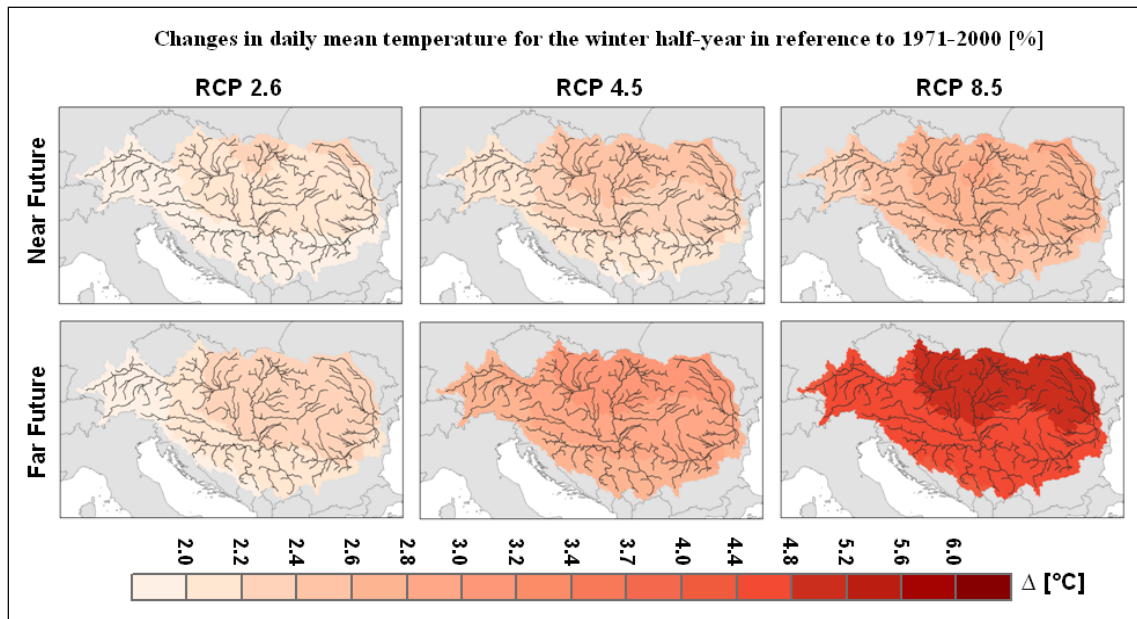 Changes in daily mean temperature for the winter half-year in reference to 1971-2000 [%]
RCP 2.6
RCP 4.5
RCP 8.5
Near Future
Far Future
2.0
2.2
2.4
2.6
2.8
3.0
3.2
3.4
3.7
4.0
4.4
4.8
5.2
5.6
6.0
Δ [°C]